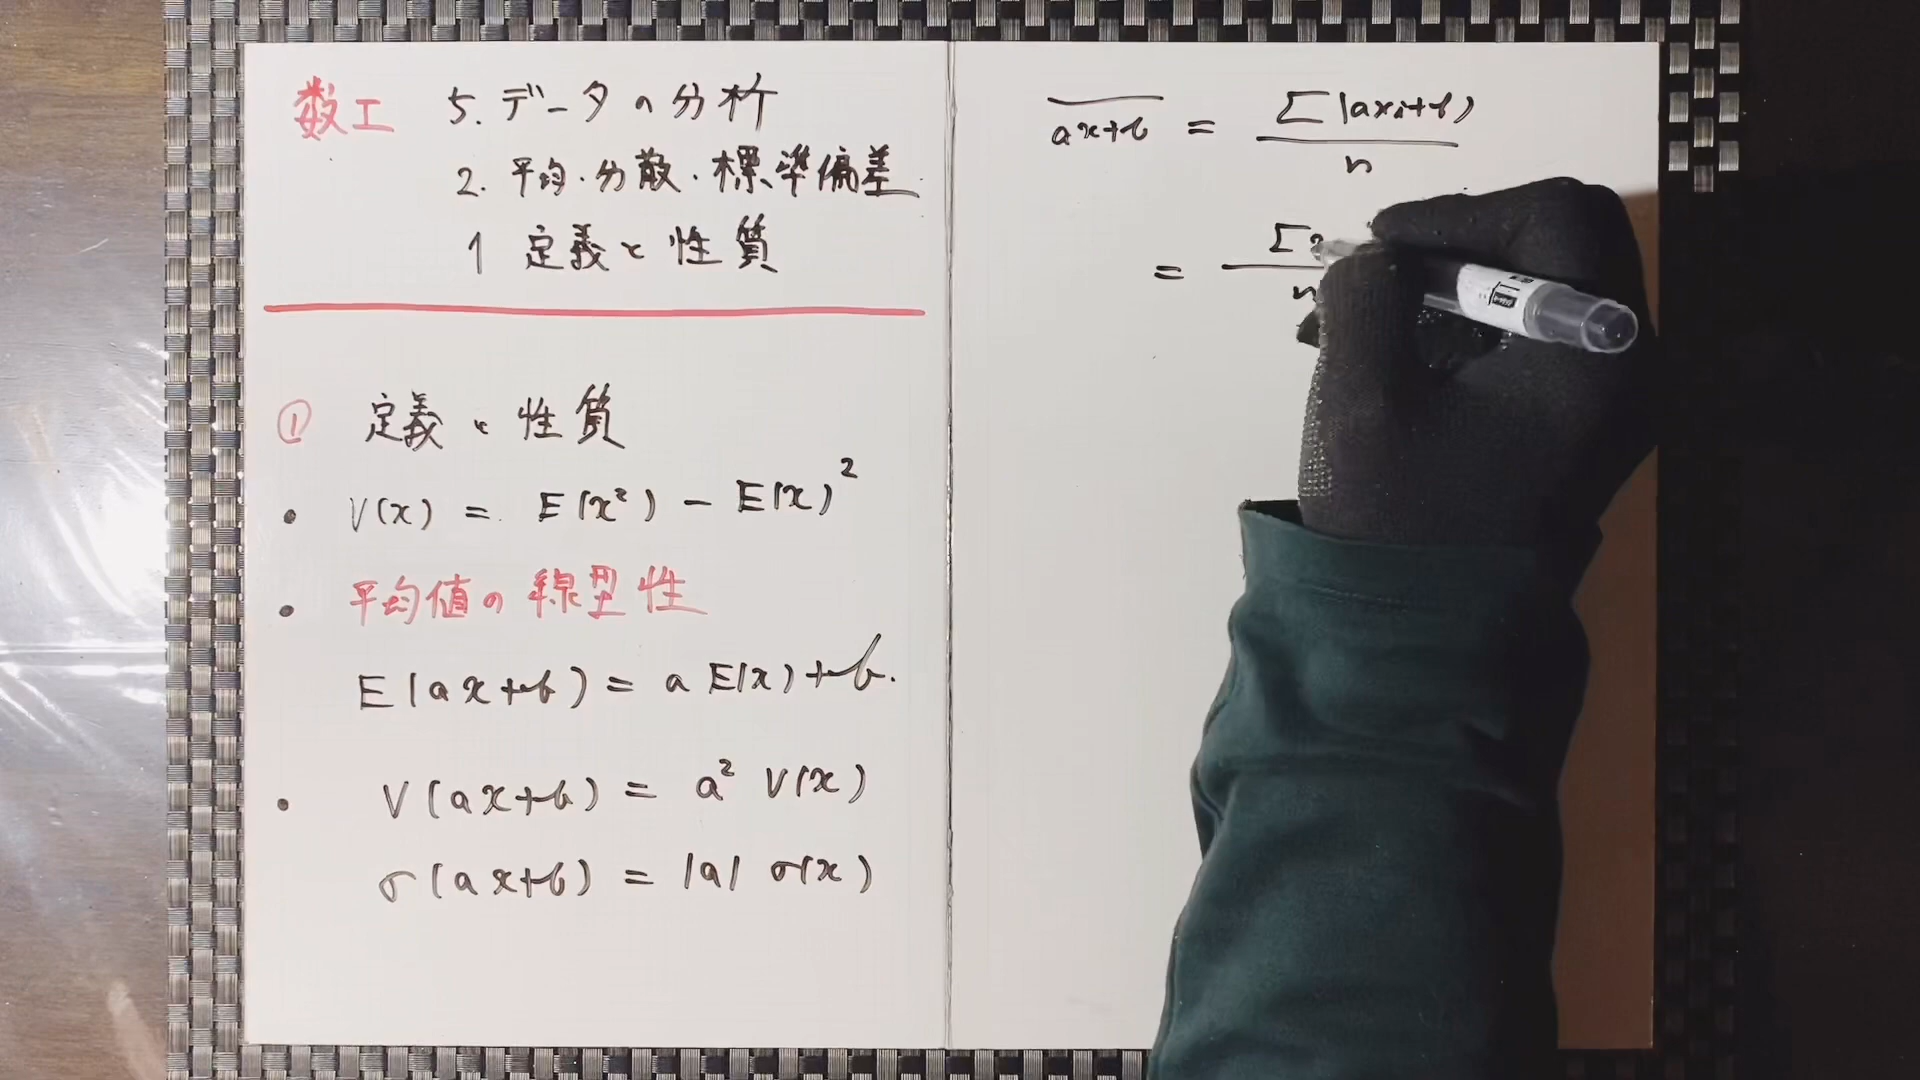 数I 5. データの分析
2. 平均・分散・標準偏差
1 定義と性質
① 定義と性質
• V(x) = E(x²) − E(x)²
• 平均値の線型性
E(ax+b) = a E(x) + b.
• V(ax+b) = a² V(x)
σ(ax+b) = |a| σ(x)
\overline{ax+b} = Σ(axᵢ+b) / n
= Σ / n